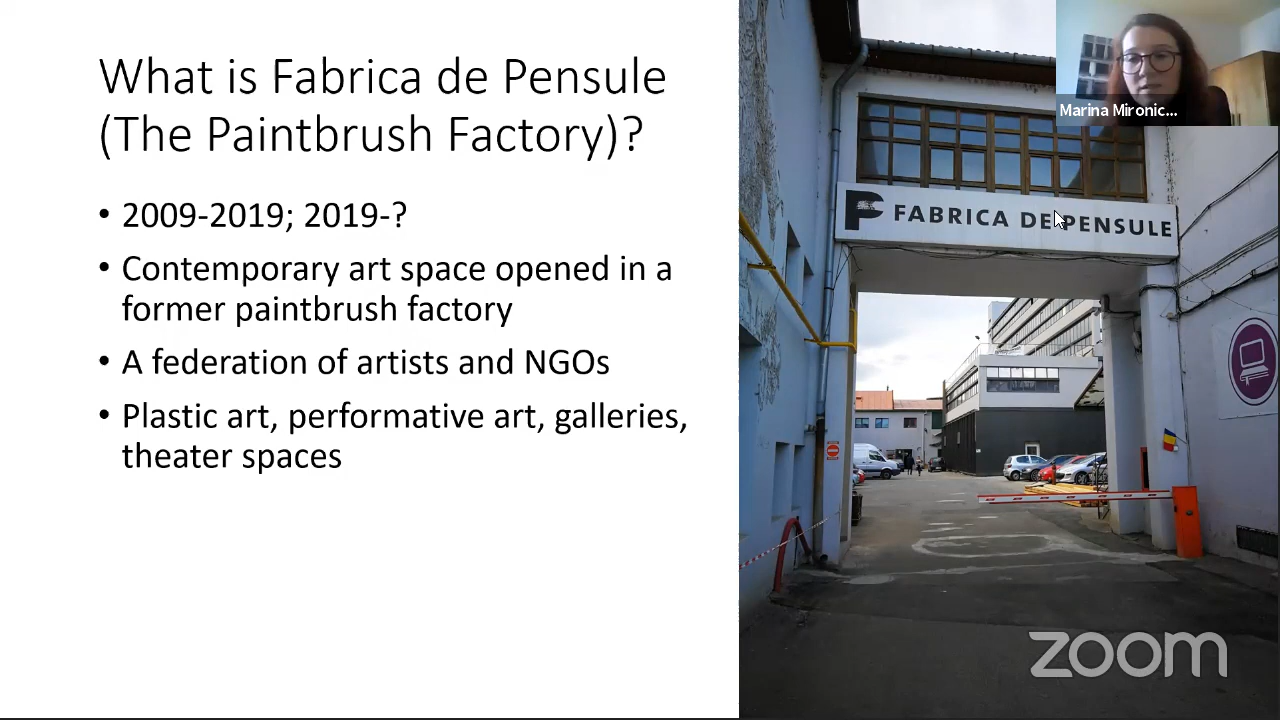 What is Fabrica de Pensule
(The Paintbrush Factory)?
• 2009-2019; 2019-?
• Contemporary art space opened in a
former paintbrush factory
• A federation of artists and NGOs
• Plastic art, performative art, galleries,
theater spaces
Marina Mironic...
FABRICA DE PENSULE
zoom